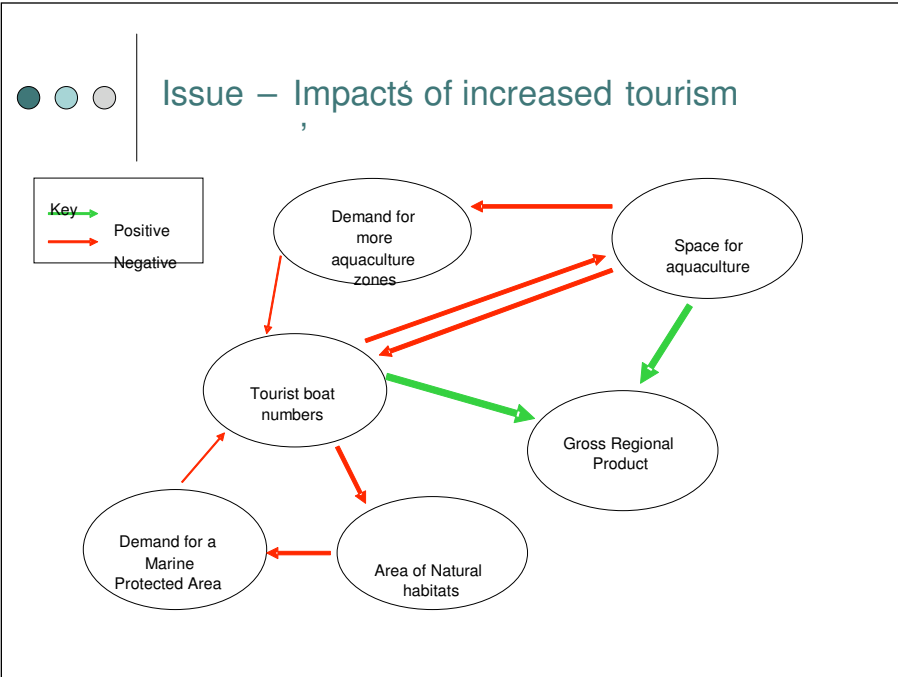 Issue – Impacts‘ of increased tourism
’
Key
Positive
Negative
Demand for
more
aquaculture
zones
Space for
aquaculture
Tourist boat
numbers
Gross Regional
Product
Demand for a
Marine
Protected Area
Area of Natural
habitats